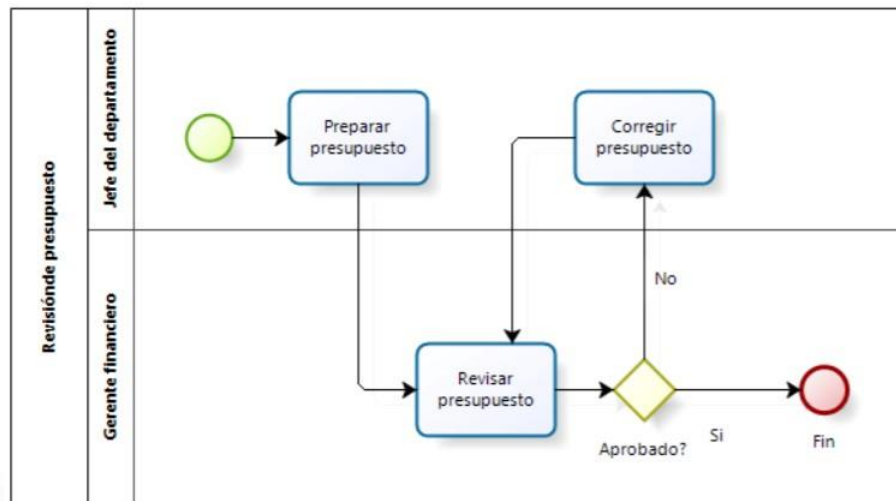 Revisiónde presupuesto
Jefe del departamento
Preparar
presupuesto
Corregir
presupuesto
No
Gerente financiero
Revisar
presupuesto
Aprobado?
Si
Fin